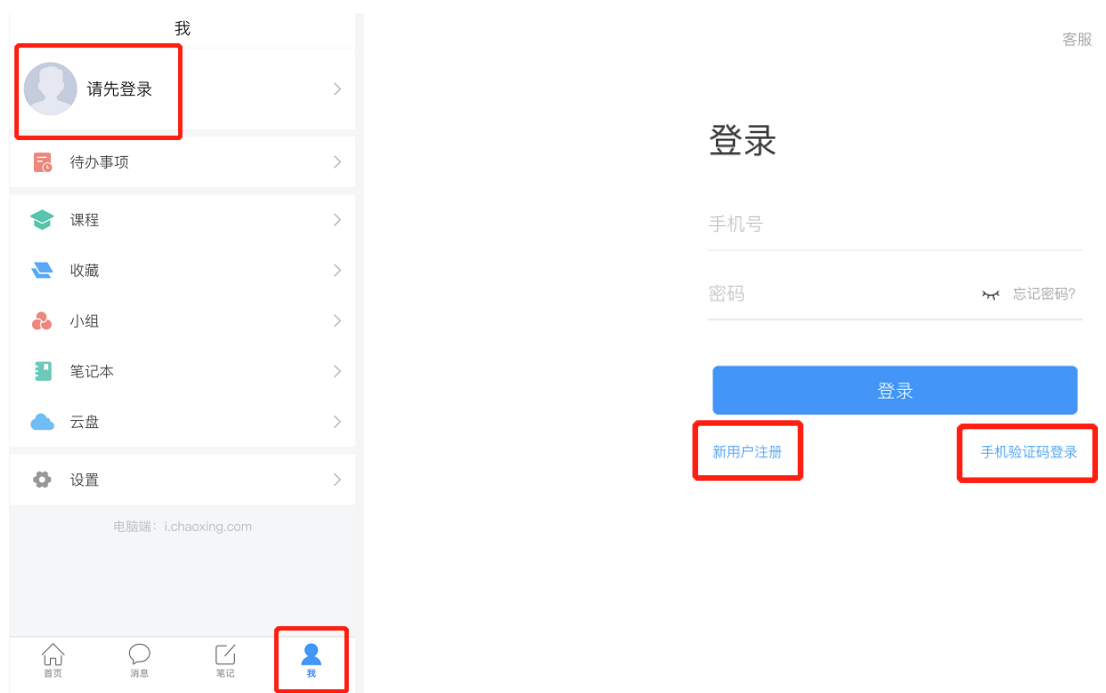 我
请先登录
待办事项
课程
收藏
小组
笔记本
云盘
设置
电脑端：i.chaoxing.com
首页
消息
笔记
我
客服
登录
手机号
密码
忘记密码?
登录
新用户注册
手机验证码登录